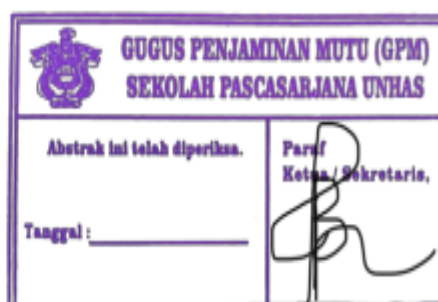 GUGUS PENJAMINAN MUTU (GPM)
SEKOLAH PASCASARJANA UNHAS
Abstrak ini telah diperiksa.
Tanggal :
Paraf
Ketua / Sekretaris,